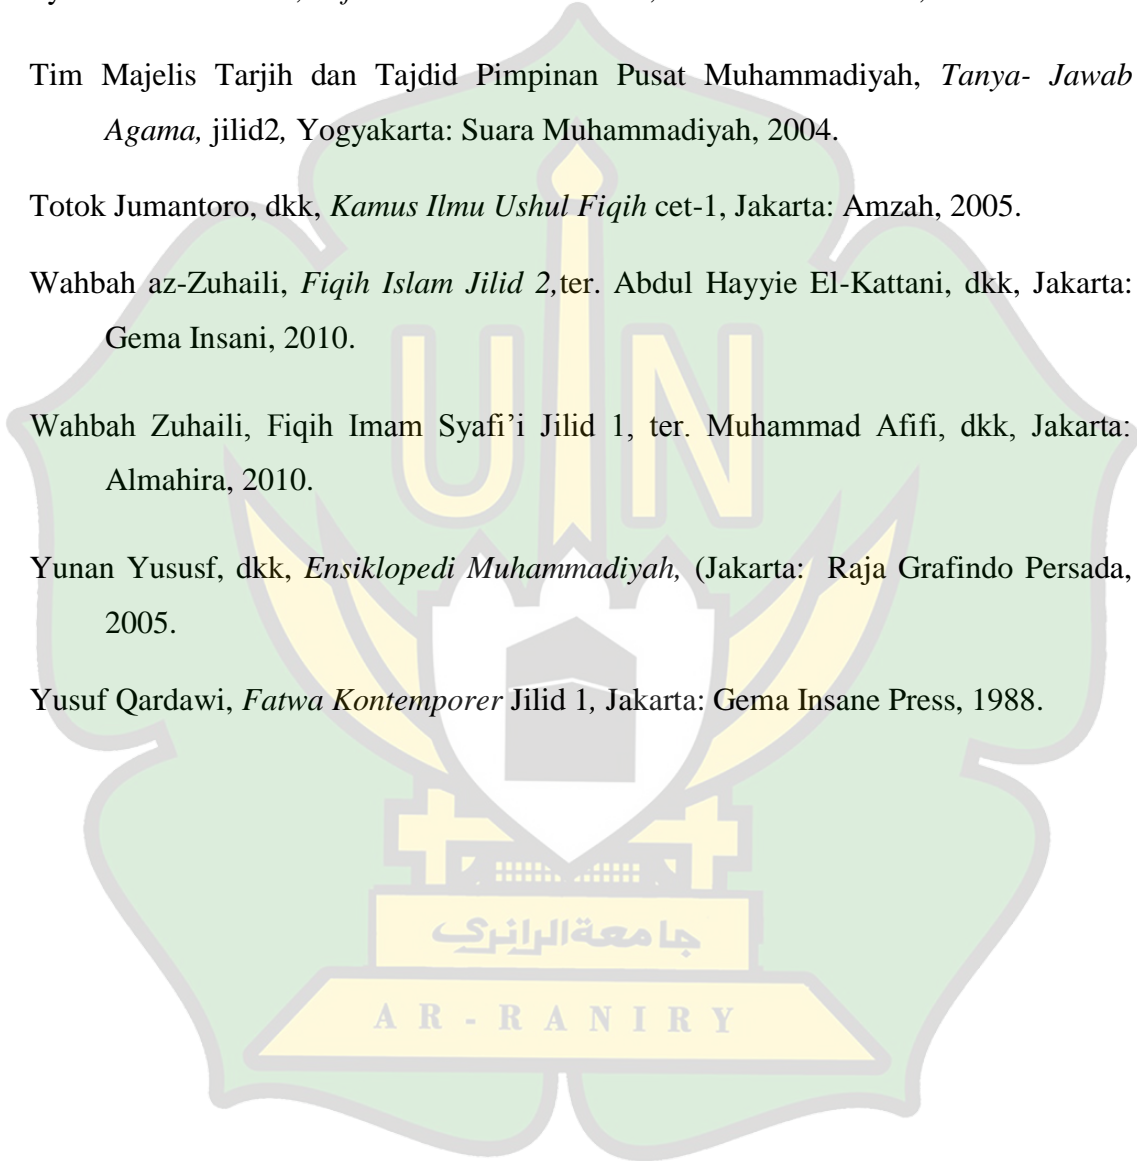 Tim Majelis Tarjih dan Tajdid Pimpinan Pusat Muhammadiyah, Tanya- Jawab
Agama, jilid2, Yogyakarta: Suara Muhammadiyah, 2004.
Totok Jumantoro, dkk, Kamus Ilmu Ushul Fiqih cet-1, Jakarta: Amzah, 2005.
Wahbah az-Zuhaili, Fiqih Islam Jilid 2,ter. Abdul Hayyie El-Kattani, dkk, Jakarta:
Gema Insani, 2010.
Wahbah Zuhaili, Fiqih Imam Syafi’i Jilid 1, ter. Muhammad Afifi, dkk, Jakarta:
Almahira, 2010.
Yunan Yususf, dkk, Ensiklopedi Muhammadiyah, (Jakarta: Raja Grafindo Persada,
2005.
Yusuf Qardawi, Fatwa Kontemporer Jilid 1, Jakarta: Gema Insane Press, 1988.
UIN
جامعة الرانري
AR-RANIRY